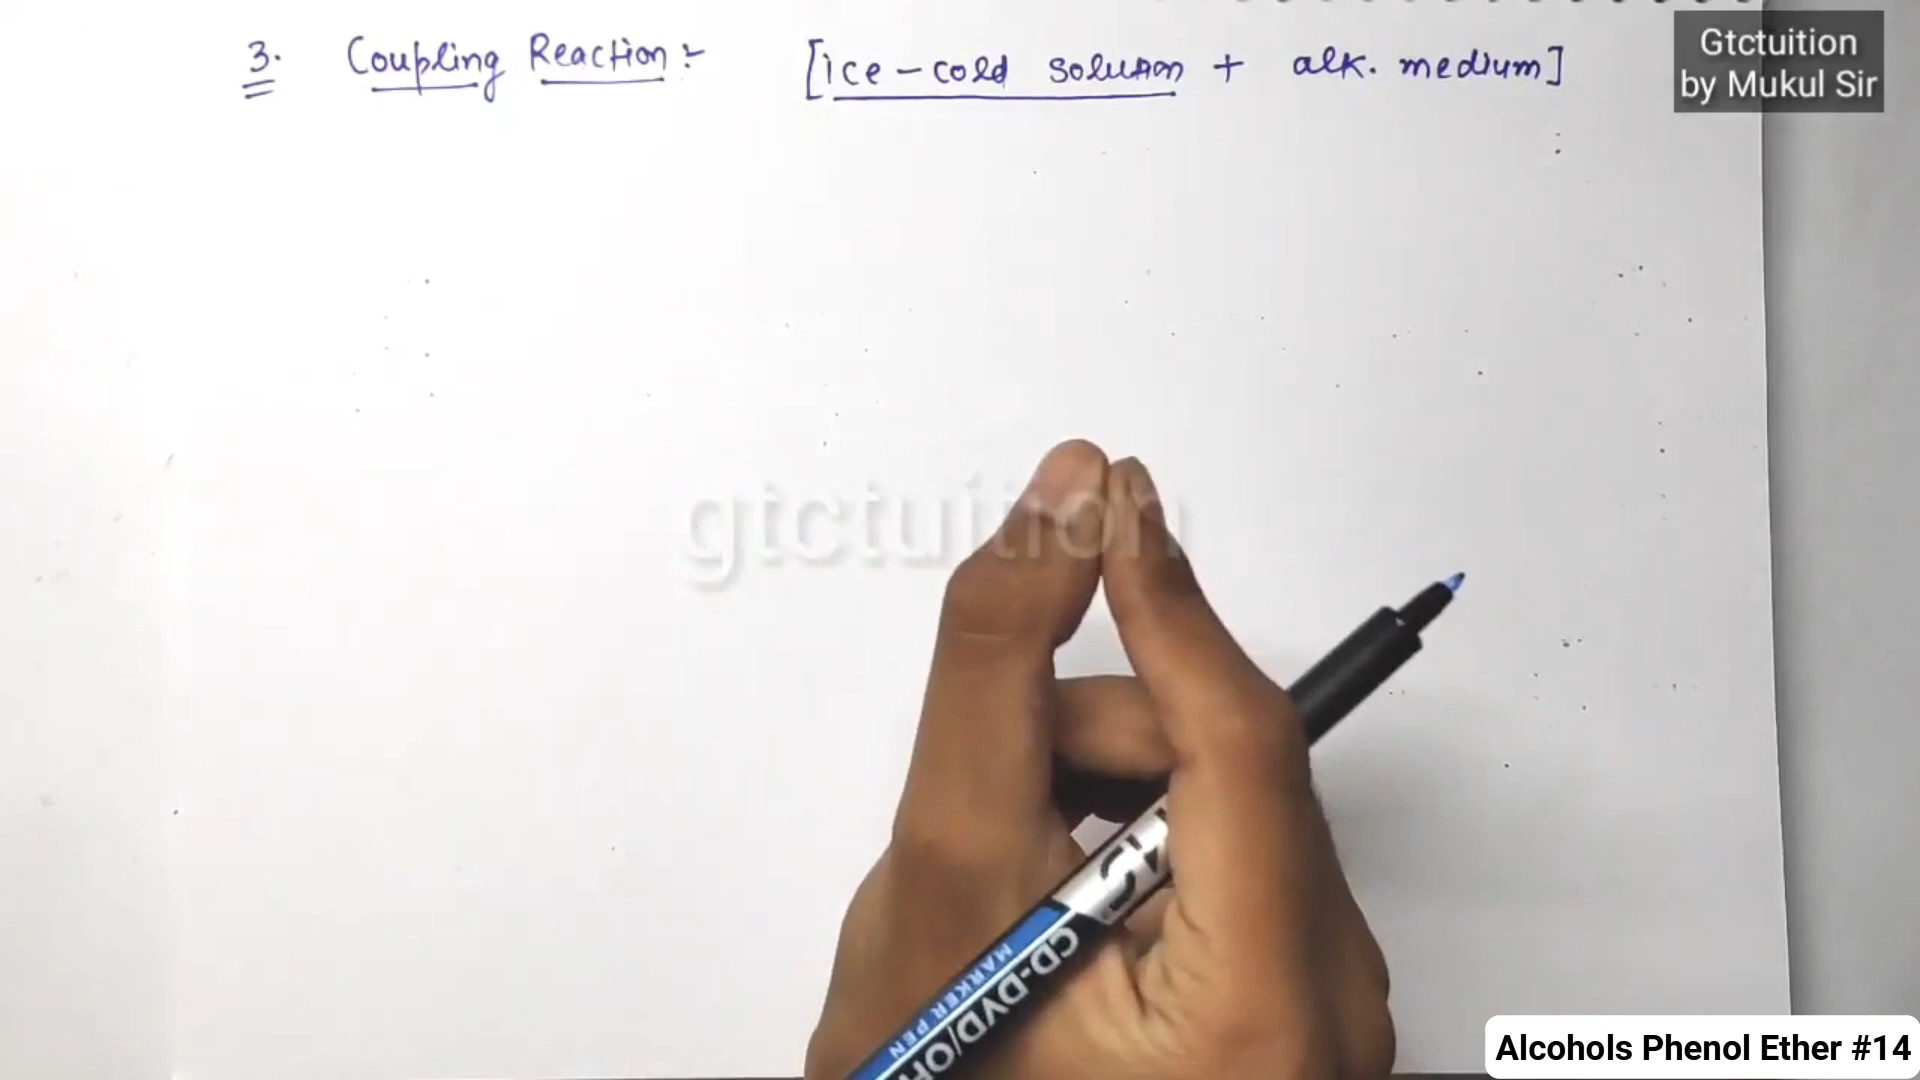 3. Coupling Reaction :- [ice-cold solution + alk. medium]
Gtctuition
by Mukul Sir
gtctuition
CD-DVD/OH
MARKER PEN
Alcohols Phenol Ether #14